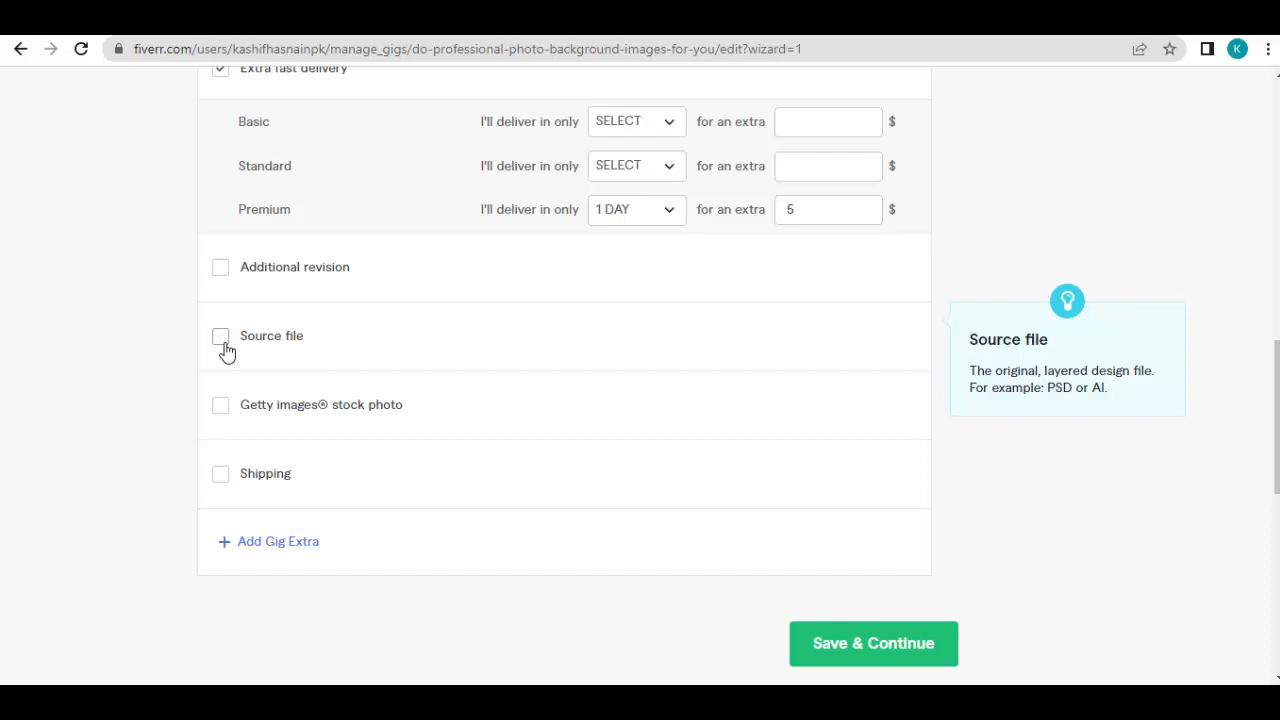 fiverr.com/users/kashifhasnainpk/manage_gigs/do-professional-photo-background-images-for-you/edit?wizard=1
K
Extra fast delivery
Basic I'll deliver in only SELECT for an extra $
Standard I'll deliver in only SELECT for an extra $
Premium I'll deliver in only 1 DAY for an extra 5 $
Additional revision
Source file
Source file
The original, layered design file.
For example: PSD or AI.
Getty images® stock photo
Shipping
+ Add Gig Extra
Save & Continue